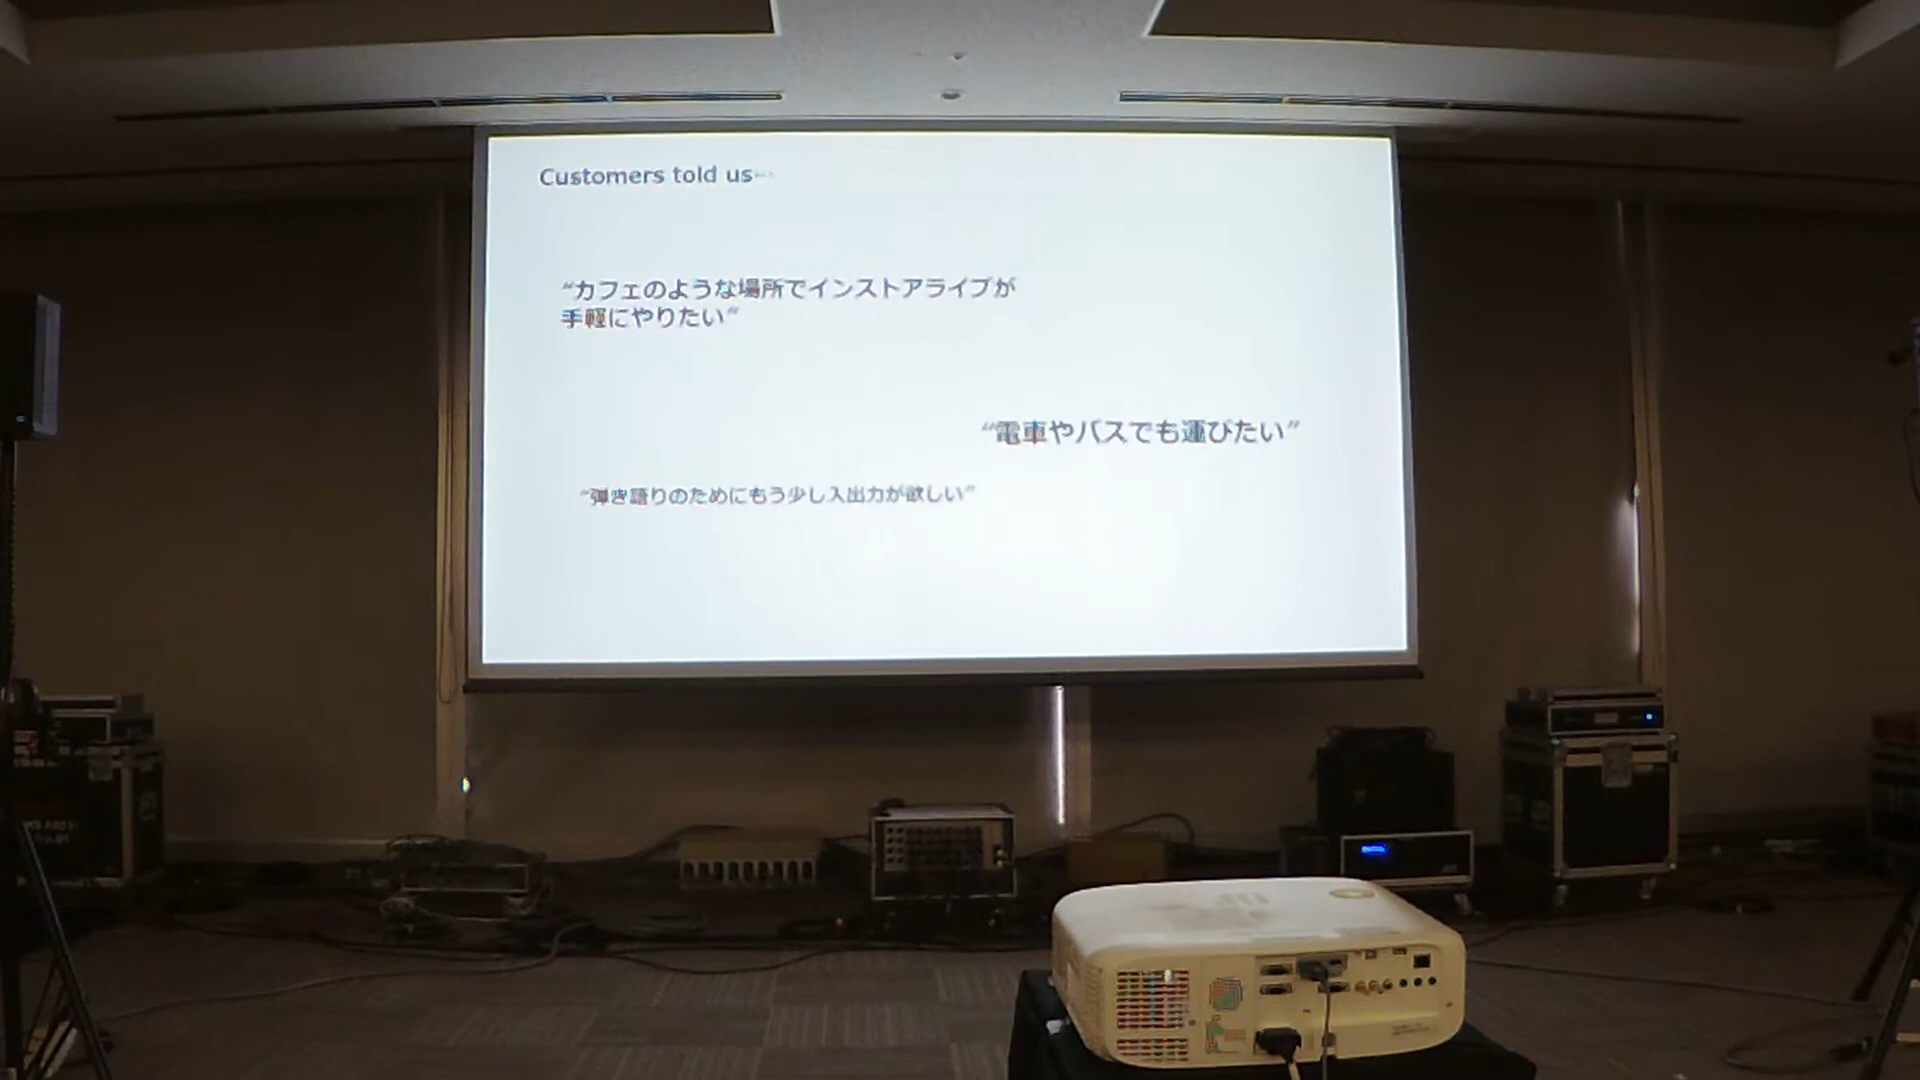 Customers told us…
“カフェのような場所でインストアライブが
手軽にやりたい”
“電車やバスでも運びたい”
“弾き語りのためにもう少し入出力が欲しい”